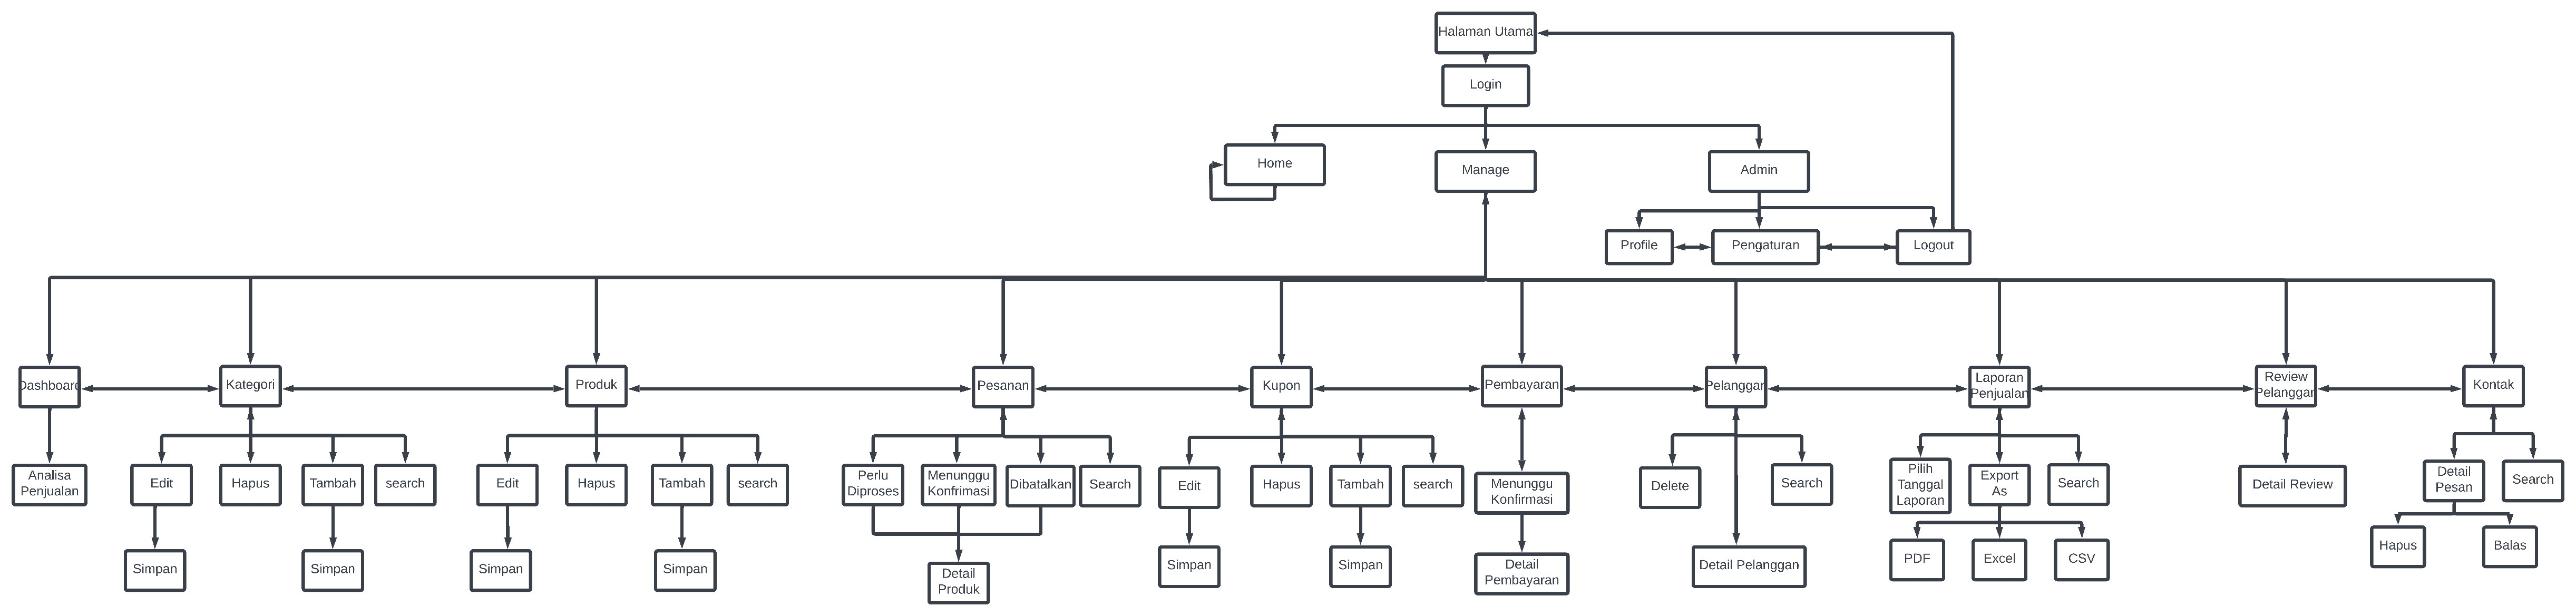 Halaman Utama
Login
Home
Manage
Admin
Profile
Pengaturan
Logout
Dashboard
Kategori
Produk
Pesanan
Kupon
Pembayaran
Pelanggan
Laporan
Penjualan
Review
Pelanggan
Kontak
Analisa
Penjualan
Edit
Hapus
Tambah
search
Edit
Hapus
Tambah
search
Perlu
Diproses
Menunggu
Konfrimasi
Dibatalkan
Search
Edit
Hapus
Tambah
search
Menunggu
Konfirmasi
Delete
Search
Pilih
Tanggal
Laporan
Export
As
Search
Detail Review
Detail
Pesan
Search
Simpan
Simpan
Simpan
Simpan
Detail
Produk
Simpan
Simpan
Detail
Pembayaran
Detail Pelanggan
PDF
Excel
CSV
Hapus
Balas